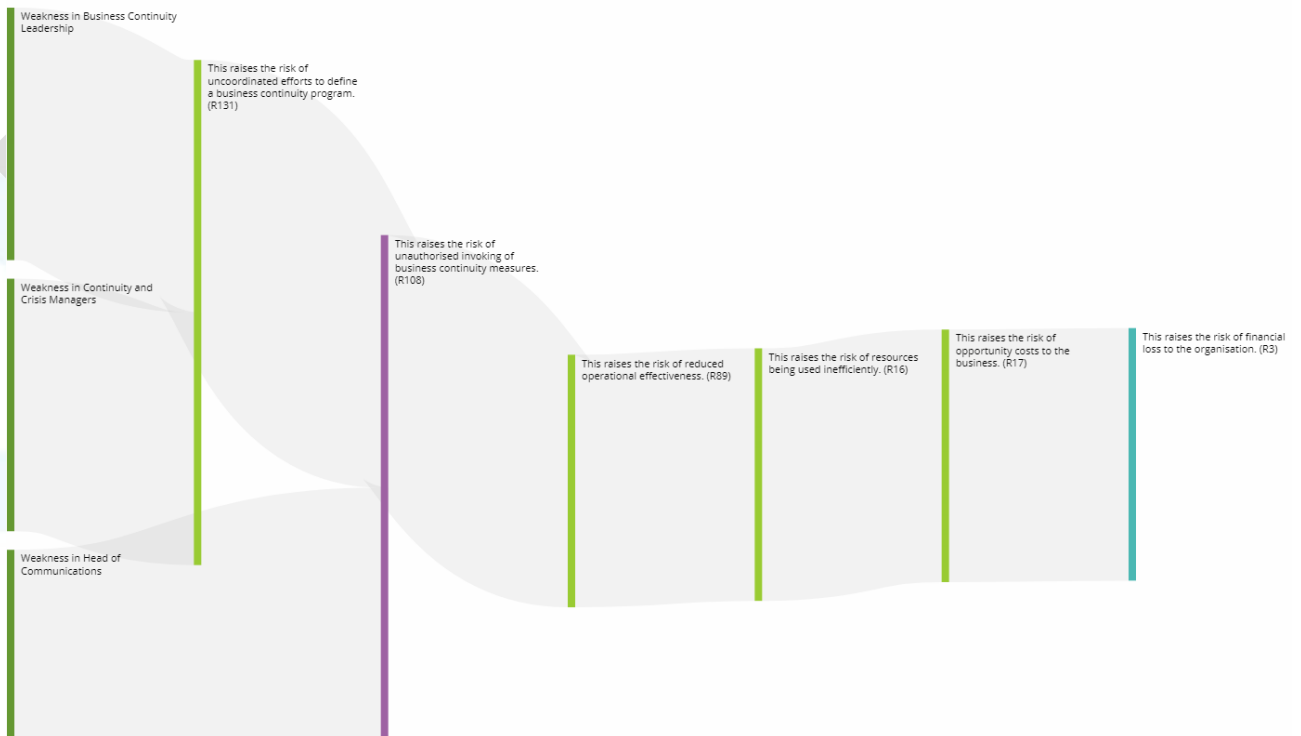 Weakness in Business Continuity
Leadership
This raises the risk of
uncoordinated efforts to define
a business continuity program.
(R131)
This raises the risk of
unauthorised invoking of
business continuity measures.
(R108)
Weakness in Continuity and
Crisis Managers
This raises the risk of reduced
operational effectiveness. (R89)
This raises the risk of resources
being used inefficiently. (R16)
This raises the risk of
opportunity costs to the
business. (R17)
This raises the risk of financial
loss to the organisation. (R3)
Weakness in Head of
Communications